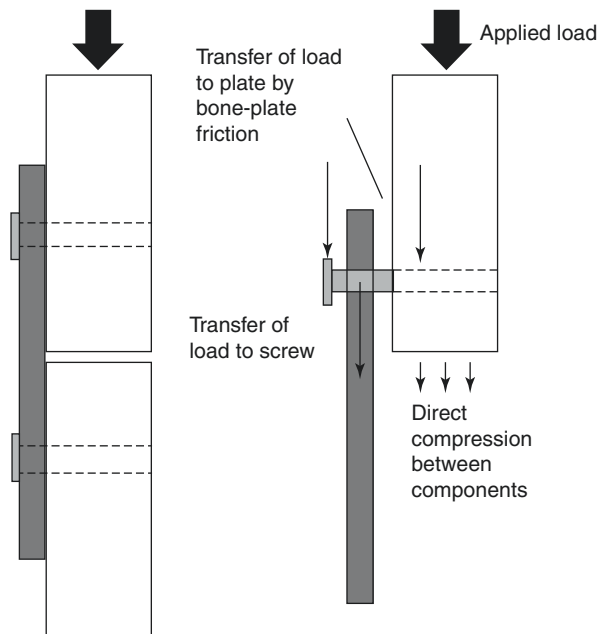 Transfer of load
to plate by
bone-plate
friction
Applied load
Transfer of
load to screw
Direct
compression
between
components